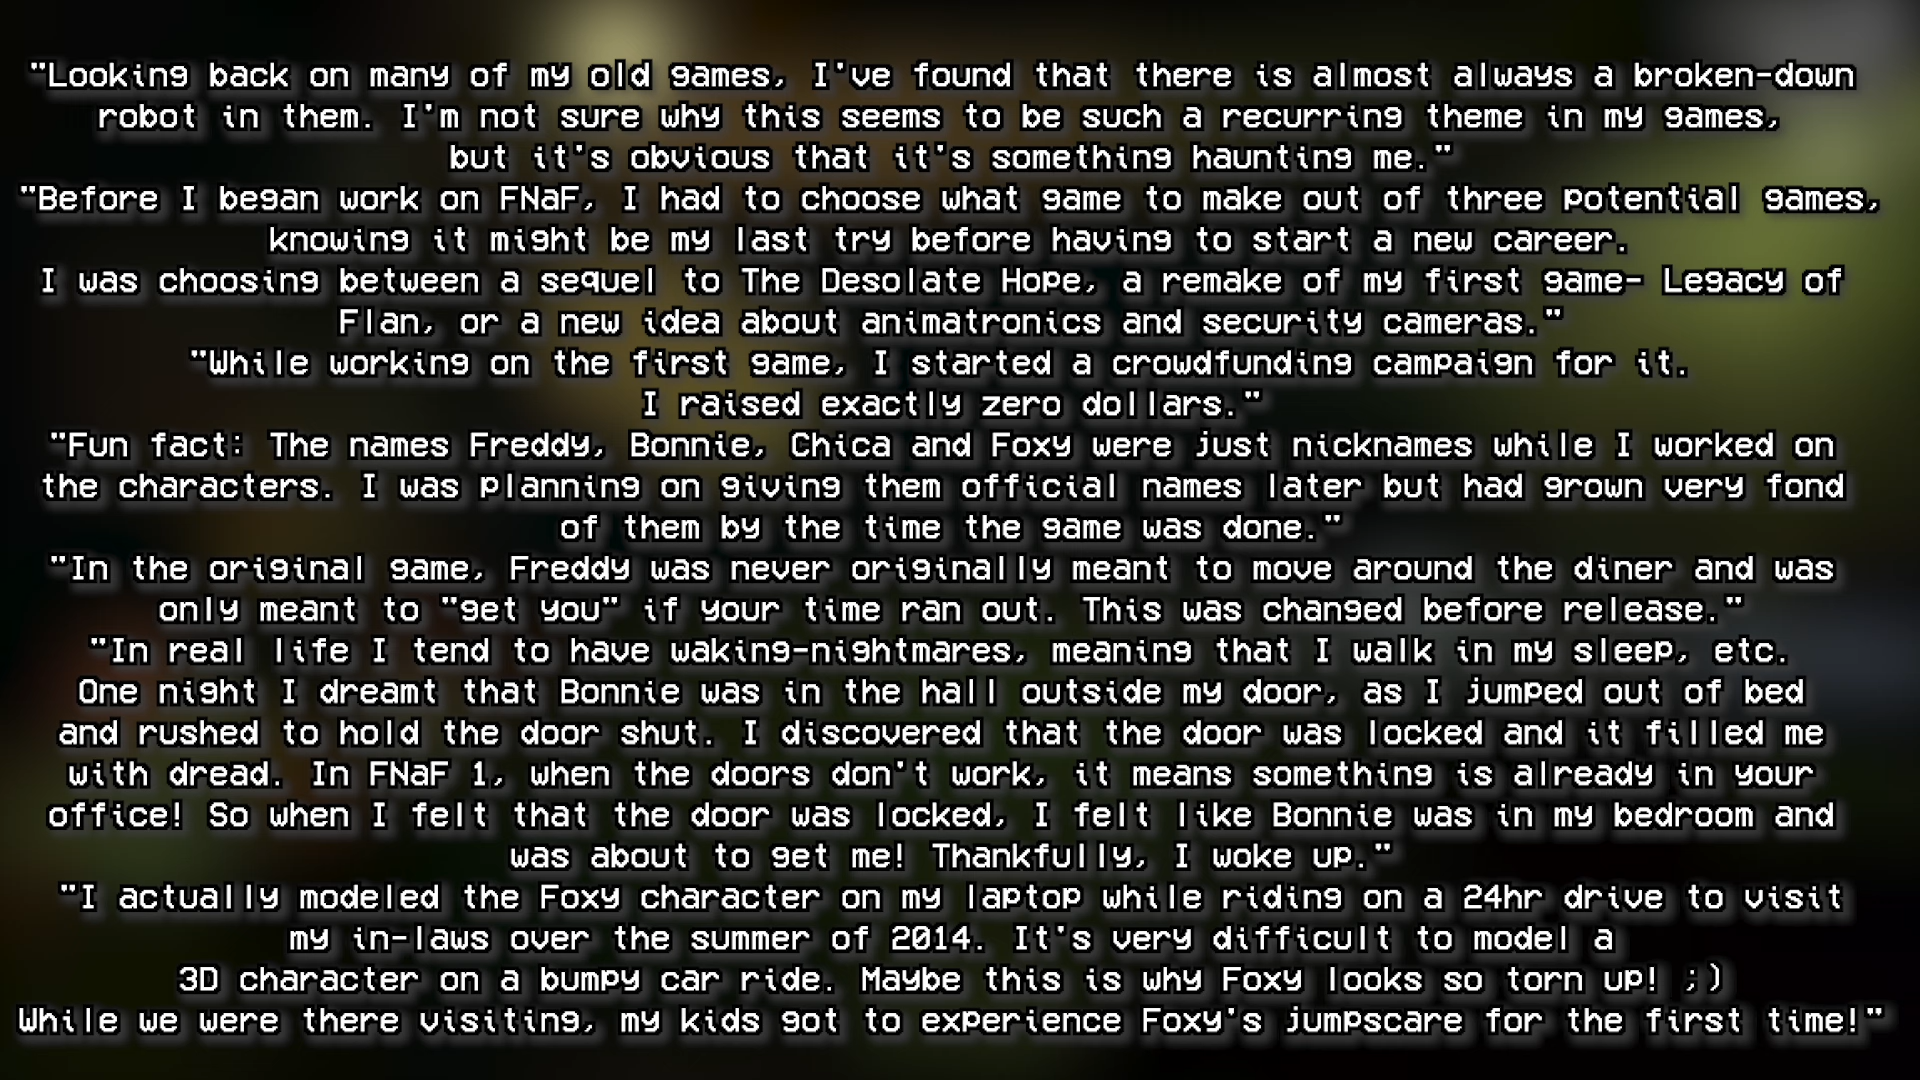 "Looking back on many of my old games, I've found that there is almost always a broken-down
robot in them. I'm not sure why this seems to be such a recurring theme in my games,
but it's obvious that it's something haunting me."
"Before I began work on FNaF, I had to choose what game to make out of three potential games,
knowing it might be my last try before having to start a new career.
I was choosing between a sequel to The Desolate Hope, a remake of my first game- Legacy of
Flan, or a new idea about animatronics and security cameras."
"While working on the first game, I started a crowdfunding campaign for it.
I raised exactly zero dollars."
"Fun fact: The names Freddy, Bonnie, Chica and Foxy were just nicknames while I worked on
the characters. I was planning on giving them official names later but had grown very fond
of them by the time the game was done."
"In the original game, Freddy was never originally meant to move around the diner and was
only meant to "get you" if your time ran out. This was changed before release."
"In real life I tend to have waking-nightmares, meaning that I walk in my sleep, etc.
One night I dreamt that Bonnie was in the hall outside my door, as I jumped out of bed
and rushed to hold the door shut. I discovered that the door was locked and it filled me
with dread. In FNaF 1, when the doors don't work, it means something is already in your
office! So when I felt that the door was locked, I felt like Bonnie was in my bedroom and
was about to get me! Thankfully, I woke up."
"I actually modeled the Foxy character on my laptop while riding on a 24hr drive to visit
my in-laws over the summer of 2014. It's very difficult to model a
3D character on a bumpy car ride. Maybe this is why Foxy looks so torn up! ;)
While we were there visiting, my kids got to experience Foxy's jumpscare for the first time!"